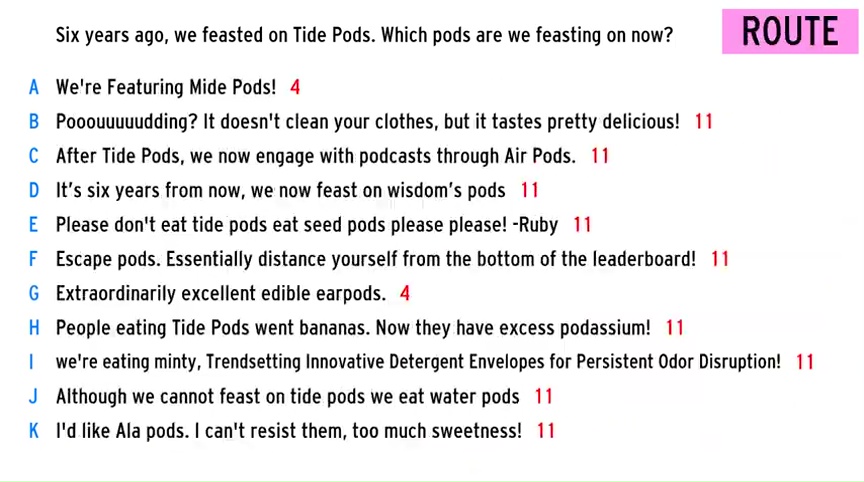 Six years ago, we feasted on Tide Pods. Which pods are we feasting on now?
ROUTE
A We're Featuring Mide Pods! 4
B Pooouuuuudding? It doesn't clean your clothes, but it tastes pretty delicious! 11
C After Tide Pods, we now engage with podcasts through Air Pods. 11
D It’s six years from now, we now feast on wisdom’s pods 11
E Please don't eat tide pods eat seed pods please please! -Ruby 11
F Escape pods. Essentially distance yourself from the bottom of the leaderboard! 11
G Extraordinarily excellent edible earpods. 4
H People eating Tide Pods went bananas. Now they have excess podassium! 11
I we're eating minty, Trendsetting Innovative Detergent Envelopes for Persistent Odor Disruption! 11
J Although we cannot feast on tide pods we eat water pods 11
K I'd like Ala pods. I can't resist them, too much sweetness! 11